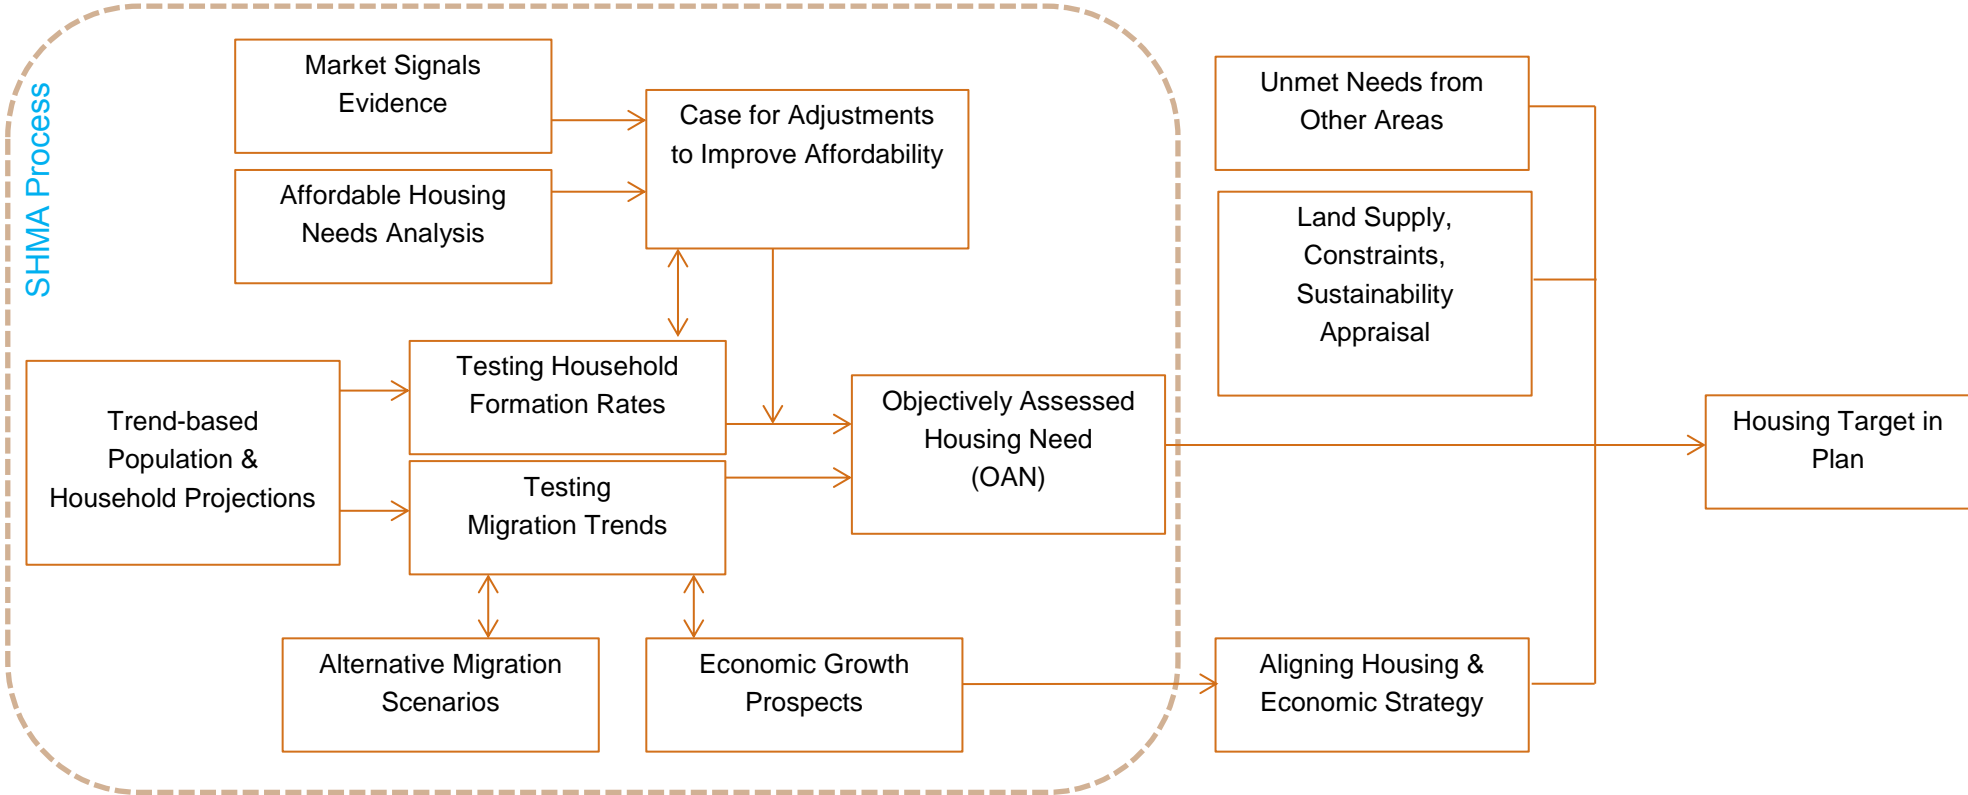 SHMA Process
Market Signals
Evidence
Affordable Housing
Needs Analysis
Case for Adjustments
to Improve Affordability
Trend-based
Population &
Household Projections
Testing Household
Formation Rates
Testing
Migration Trends
Alternative Migration
Scenarios
Economic Growth
Prospects
Objectively Assessed
Housing Need
(OAN)
Unmet Needs from
Other Areas
Land Supply,
Constraints,
Sustainability
Appraisal
Aligning Housing &
Economic Strategy
Housing Target in
Plan